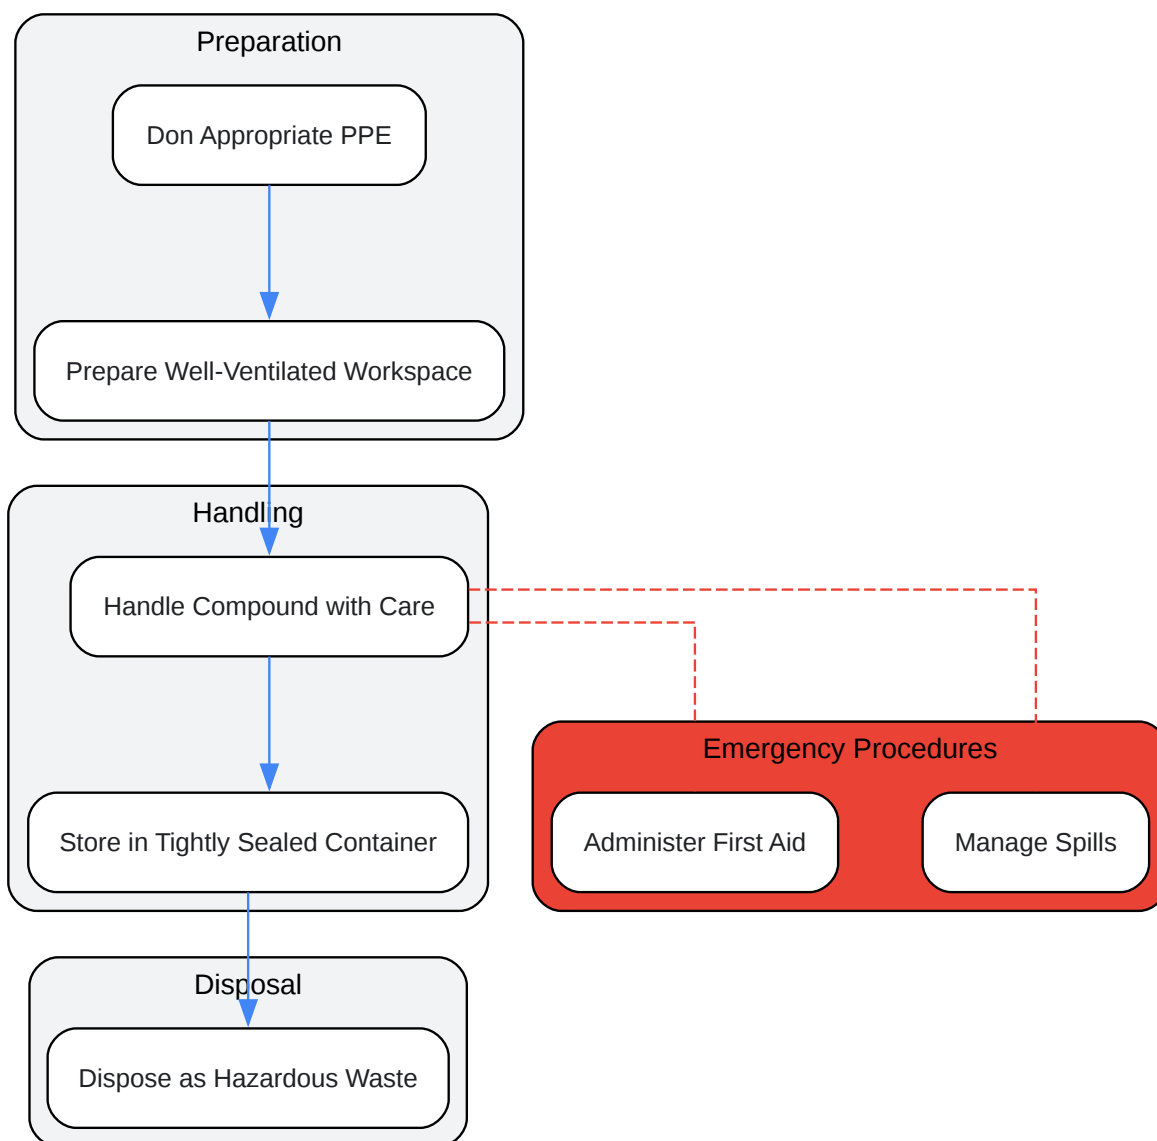 Preparation
Don Appropriate PPE
Prepare Well-Ventilated Workspace
Handling
Handle Compound with Care
Store in Tightly Sealed Container
Emergency Procedures
Administer First Aid
Manage Spills
Disposal
Dispose as Hazardous Waste